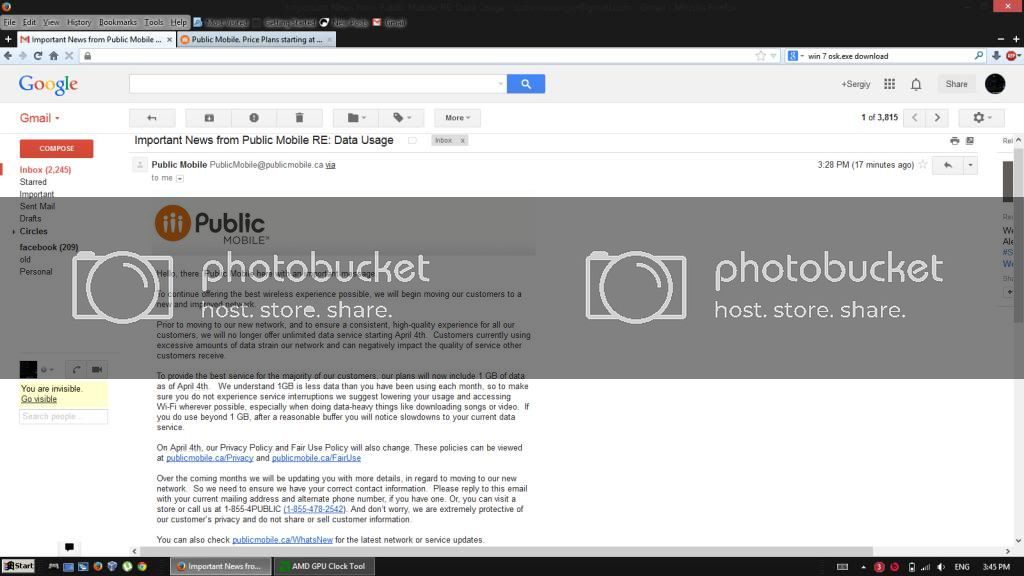 Important News from Public Mobile RE: Data Usage
File Edit View History Bookmarks Tools Help Most Visited Getting Started New Posts Gmail
Important News from Public Mobile ... Public Mobile. Price Plans starting at ...
win 7 osk.exe download
Google +Sergiy Share
Gmail More 1 of 3,815
COMPOSE
Important News from Public Mobile RE: Data Usage Inbox x
Inbox (2,245)
Starred
Important
Sent Mail
Drafts
Circles
facebook (209)
old
Personal
Public Mobile PublicMobile@publicmobile.ca via 3:28 PM (17 minutes ago)
to me
Public
MOBILE™
Hello, there Public Mobile here with an important message.
To continue offering the best wireless experience possible, we will begin moving our customers to a
new and improved network.
Prior to moving to our new network, and to ensure a consistent, high-quality experience for all our
customers, we will no longer offer unlimited data service starting April 4th. Customers currently using
excessive amounts of data strain our network and can negatively impact the quality of service other
customers receive.
To provide the best service for the majority of our customers, our plans will now include 1 GB of data
as of April 4th. We understand 1GB is less data than you have been using each month, so to make
sure you do not experience service interruptions we suggest lowering your usage and accessing
Wi-Fi wherever possible, especially when doing data-heavy things like downloading songs or video. If
you do use beyond 1 GB, after a reasonable buffer you will notice slowdowns to your current data
service.
On April 4th, our Privacy Policy and Fair Use Policy will also change. These policies can be viewed
at publicmobile.ca/Privacy and publicmobile.ca/FairUse
Over the coming months we will be updating you with more details, in regard to moving to our new
network. So we need to ensure we have your correct contact information. Please reply to this email
with your current mailing address and alternate phone number, if you have one. Or, you can visit a
store or call us at 1-855-4PUBLIC (1-855-478-2542). And don't worry, we are extremely protective of
our customer's privacy and do not share or sell customer information.
You can also check publicmobile.ca/WhatsNew for the latest network or service updates.
photobucket
host. store. share.
photobucket
host. store. share.
You are invisible.
Go visible
Search people...
Start Important News fro... AMD GPU Clock Tool ENG 3:45 PM